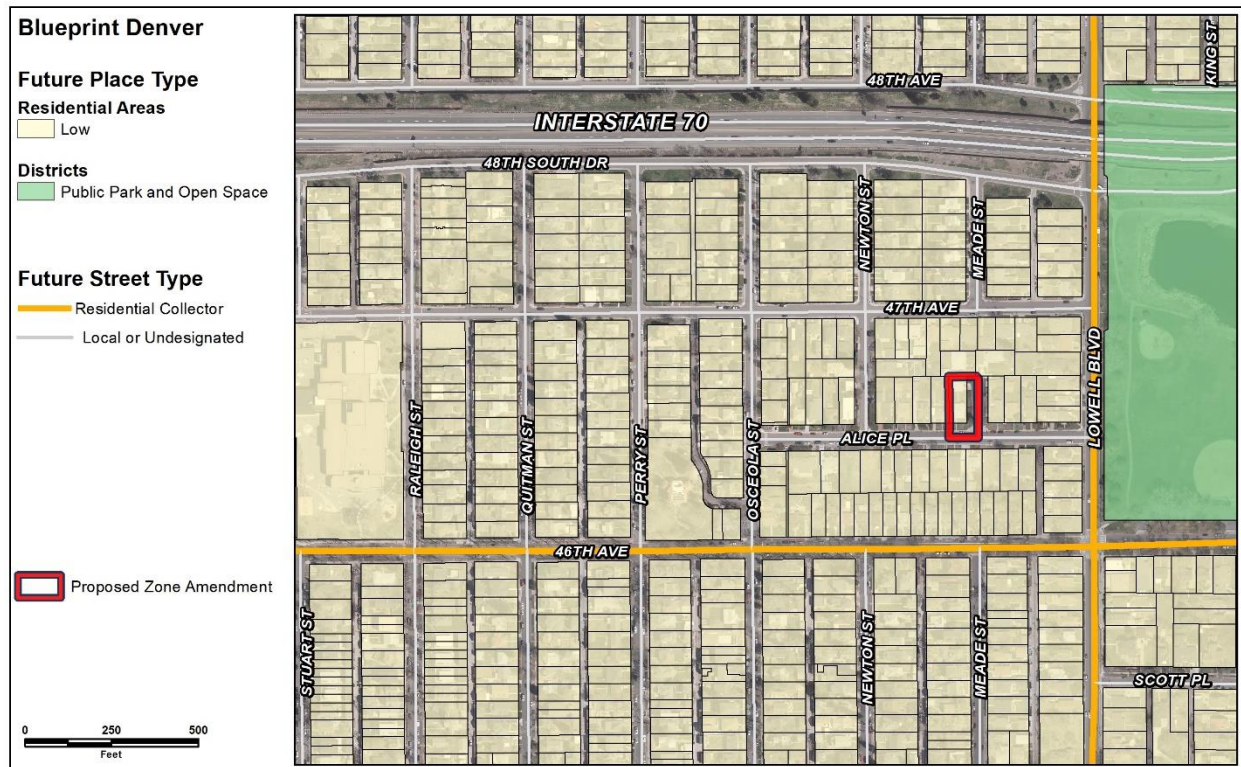 Blueprint Denver
Future Place Type
Residential Areas
Low
Districts
Public Park and Open Space
Future Street Type
Residential Collector
Local or Undesignated
Proposed Zone Amendment
0 250 500
Feet
48TH AVE
KING ST
INTERSTATE 70
48TH SOUTH DR
NEWTON ST
MEADE ST
47TH AVE
LOWELL BLVD
RALEIGH ST
QUITMAN ST
PERRY ST
OSCEOLA ST
ALICE PL
46TH AVE
STUART ST
NEWTON ST
MEADE ST
SCOTT PL